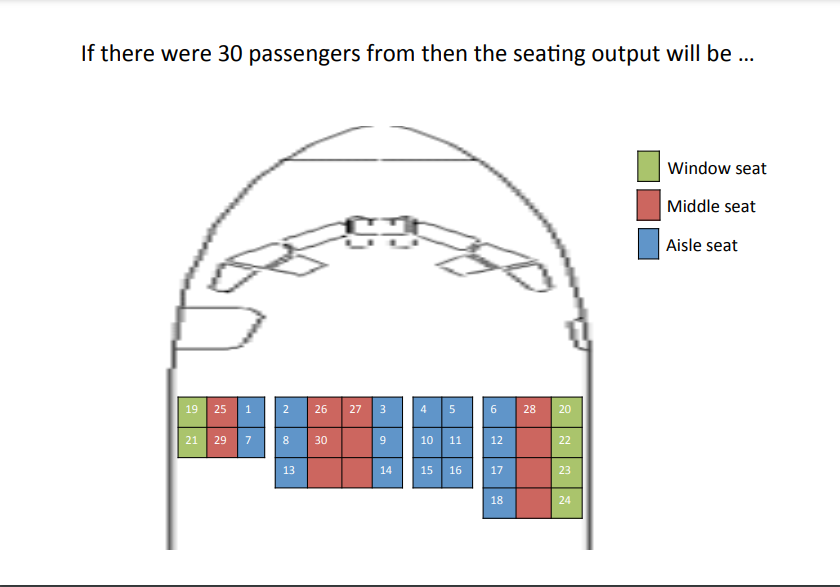 If there were 30 passengers from then the seating output will be ...
Window seat
Middle seat
Aisle seat
19 25 1 2 26 27 3 4 5 6 28 20
21 29 7 8 30 9 10 11 12 22
13 14 15 16 17 23
18 24